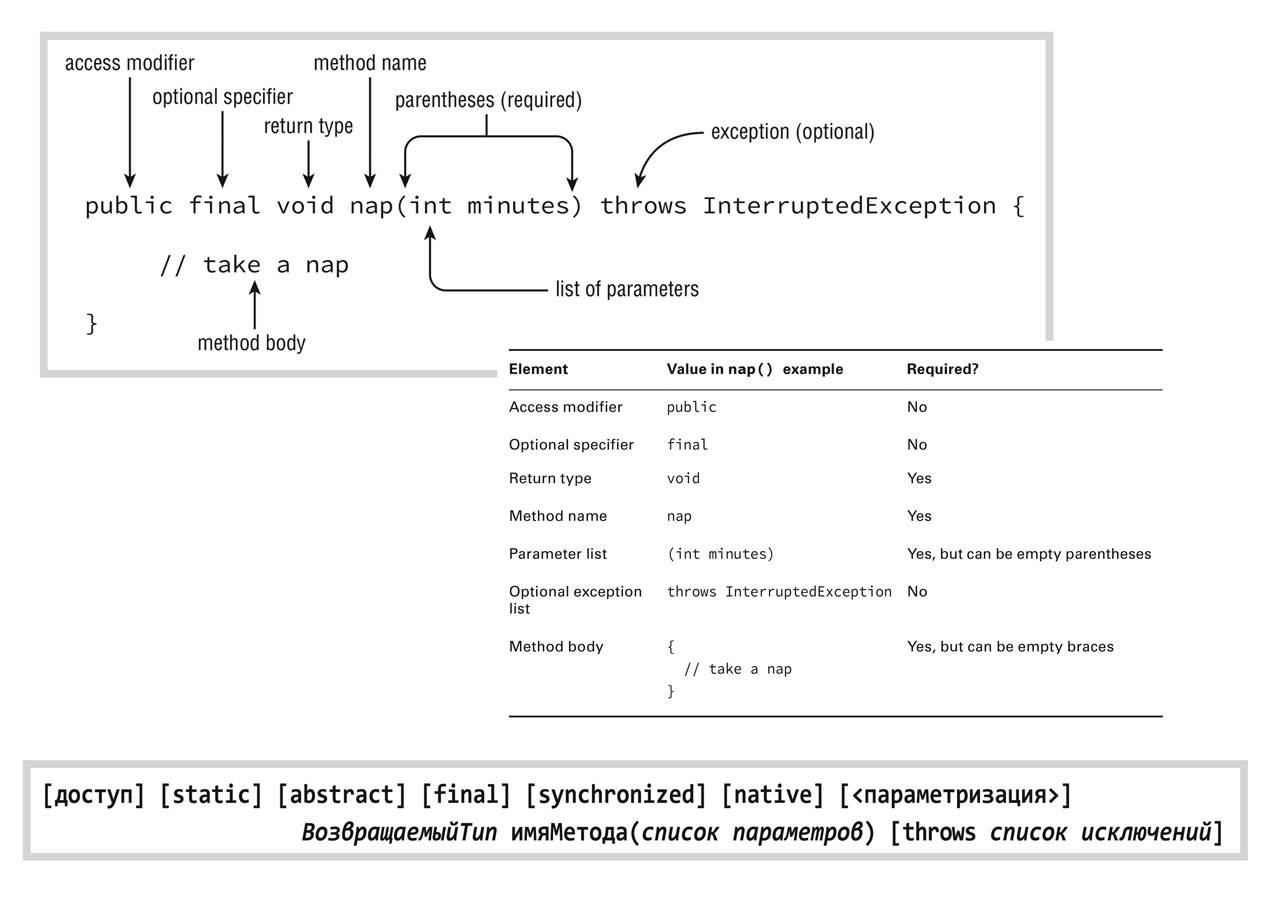 access modifier
method name
optional specifier
parentheses (required)
return type
exception (optional)
public final void nap(int minutes) throws InterruptedException {
// take a nap
list of parameters
}
method body
Element Value in nap() example Required?
Access modifier public No
Optional specifier final No
Return type void Yes
Method name nap Yes
Parameter list (int minutes) Yes, but can be empty parentheses
Optional exception throws InterruptedException No
list
Method body { Yes, but can be empty braces
// take a nap
}
[доступ] [static] [abstract] [final] [synchronized] [native] [<параметризация>]
ВозвращаемыйТип имяМетода(список параметров) [throws список исключений]